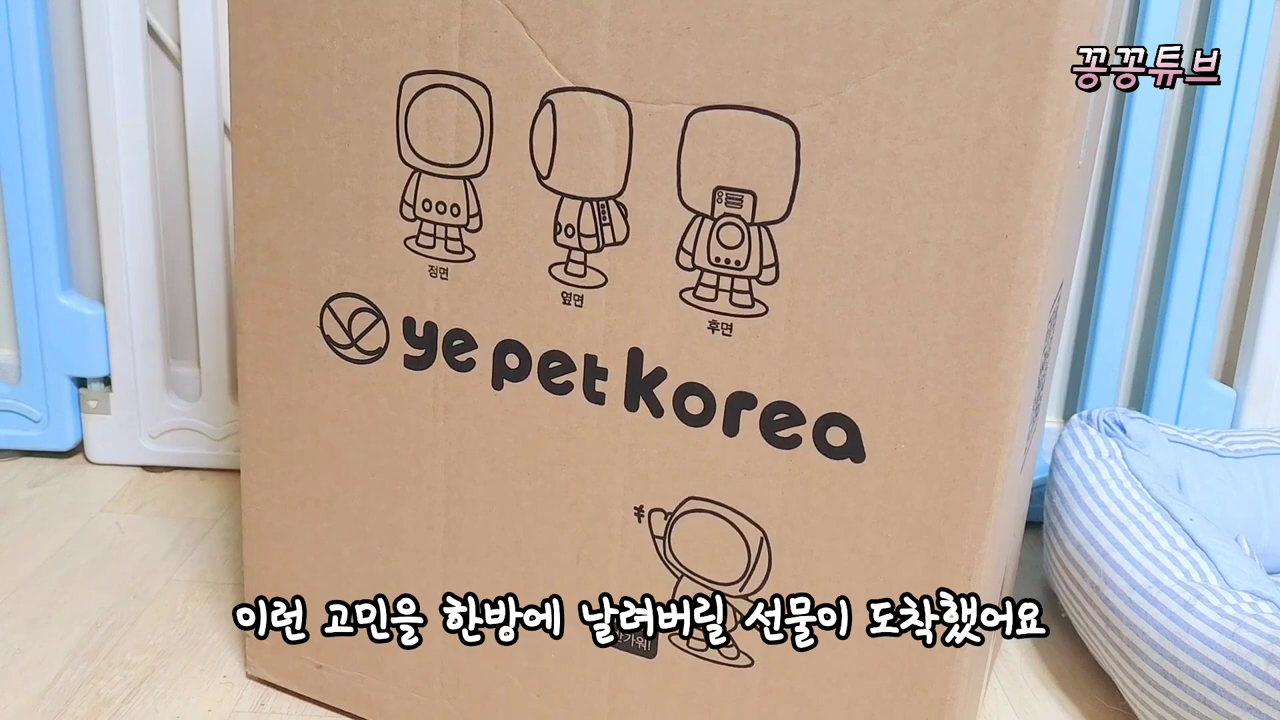 꽁꽁튜브
정면
옆면
후면
ye pet korea
이런 고민을 한방에 날려버릴 선물이 도착했어요